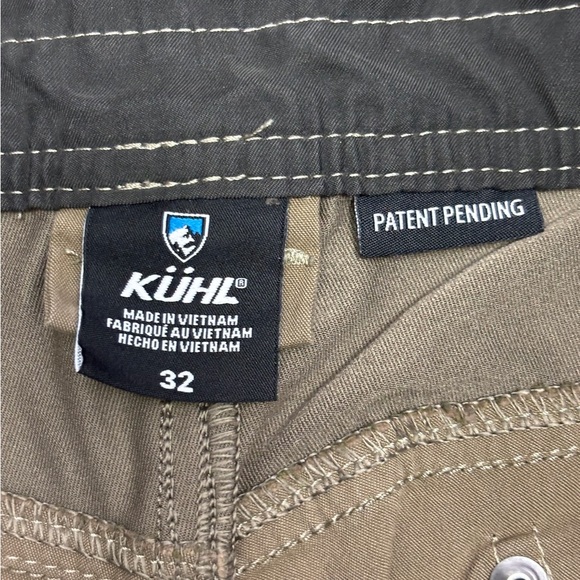 PATENT PENDING
KÜHL®
MADE IN VIETNAM
FABRIQUÉ AU VIETNAM
HECHO EN VIETNAM
32